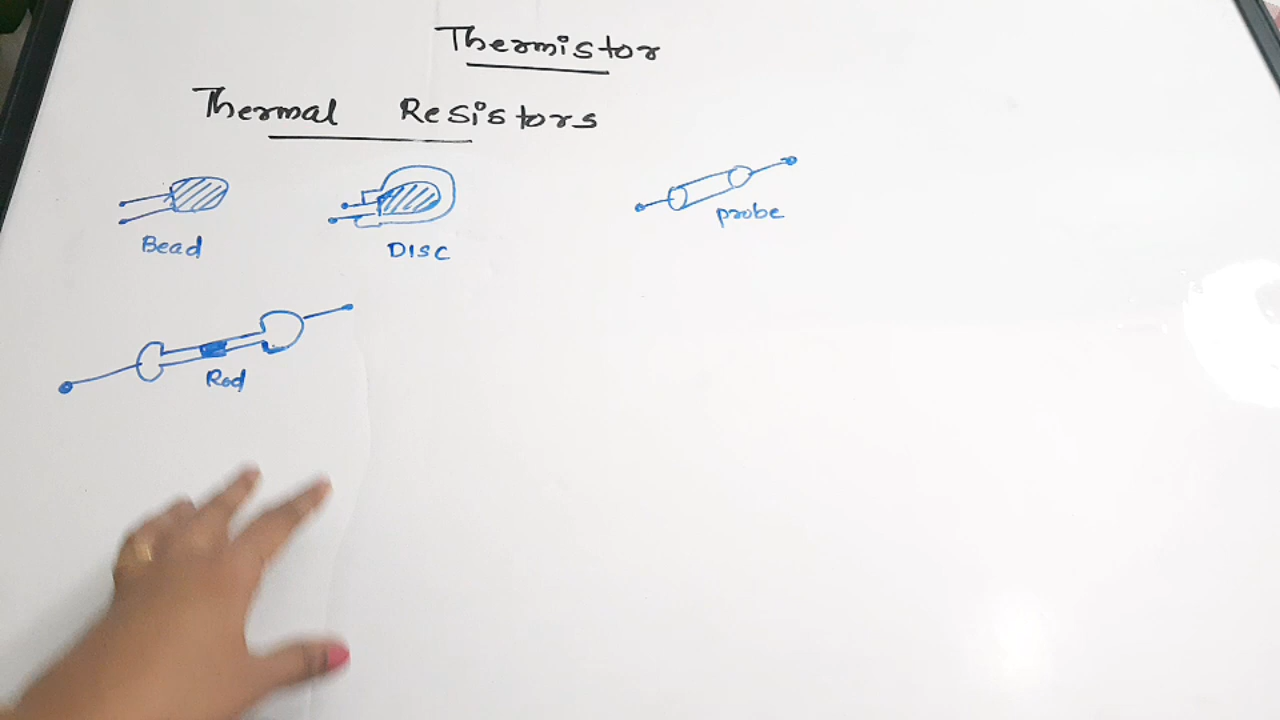 Thermistor
Thermal Resistors
Bead
DISC
probe
Rod